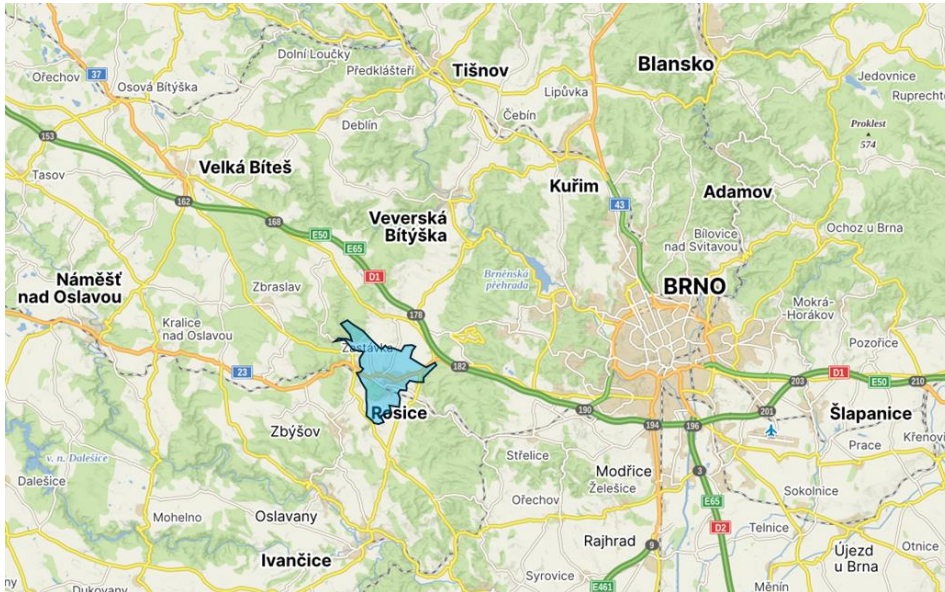 Dolní Loučky
Předklášteří
Tišnov
Blansko
Ořechov
37
Osová Bítýška
Lipůvka
Jedovnice
Ruprechto
Deblín
Čebín
Proklest
574
153
Tasov
Velká Bíteš
Kuřim
Adamov
162
168
43
Veverská
Bítýška
E50
E65
Bílovice
nad Svitavou
Ochoz u Brna
D1
Náměšť
nad Oslavou
Zbraslav
Brněnská
přehrada
BRNO
Mokrá-
-Horákov
178
Kralice
nad Oslavou
Zastávka
Pozořice
23
182
203
D1
E50
210
Rosice
190
201
Šlapanice
194
196
Zbýšov
Křenovi
Prace
v. n. Dalešice
Střelice
Modřice
3
Dalešice
Želešice
Sokolnice
Ořechov
E65
Mohelno
Oslavany
D2
Telnice
Rajhrad
9
Otnice
Újezd
u Brna
Ivančice
Syrovice
E461
Měnín
Dukovany